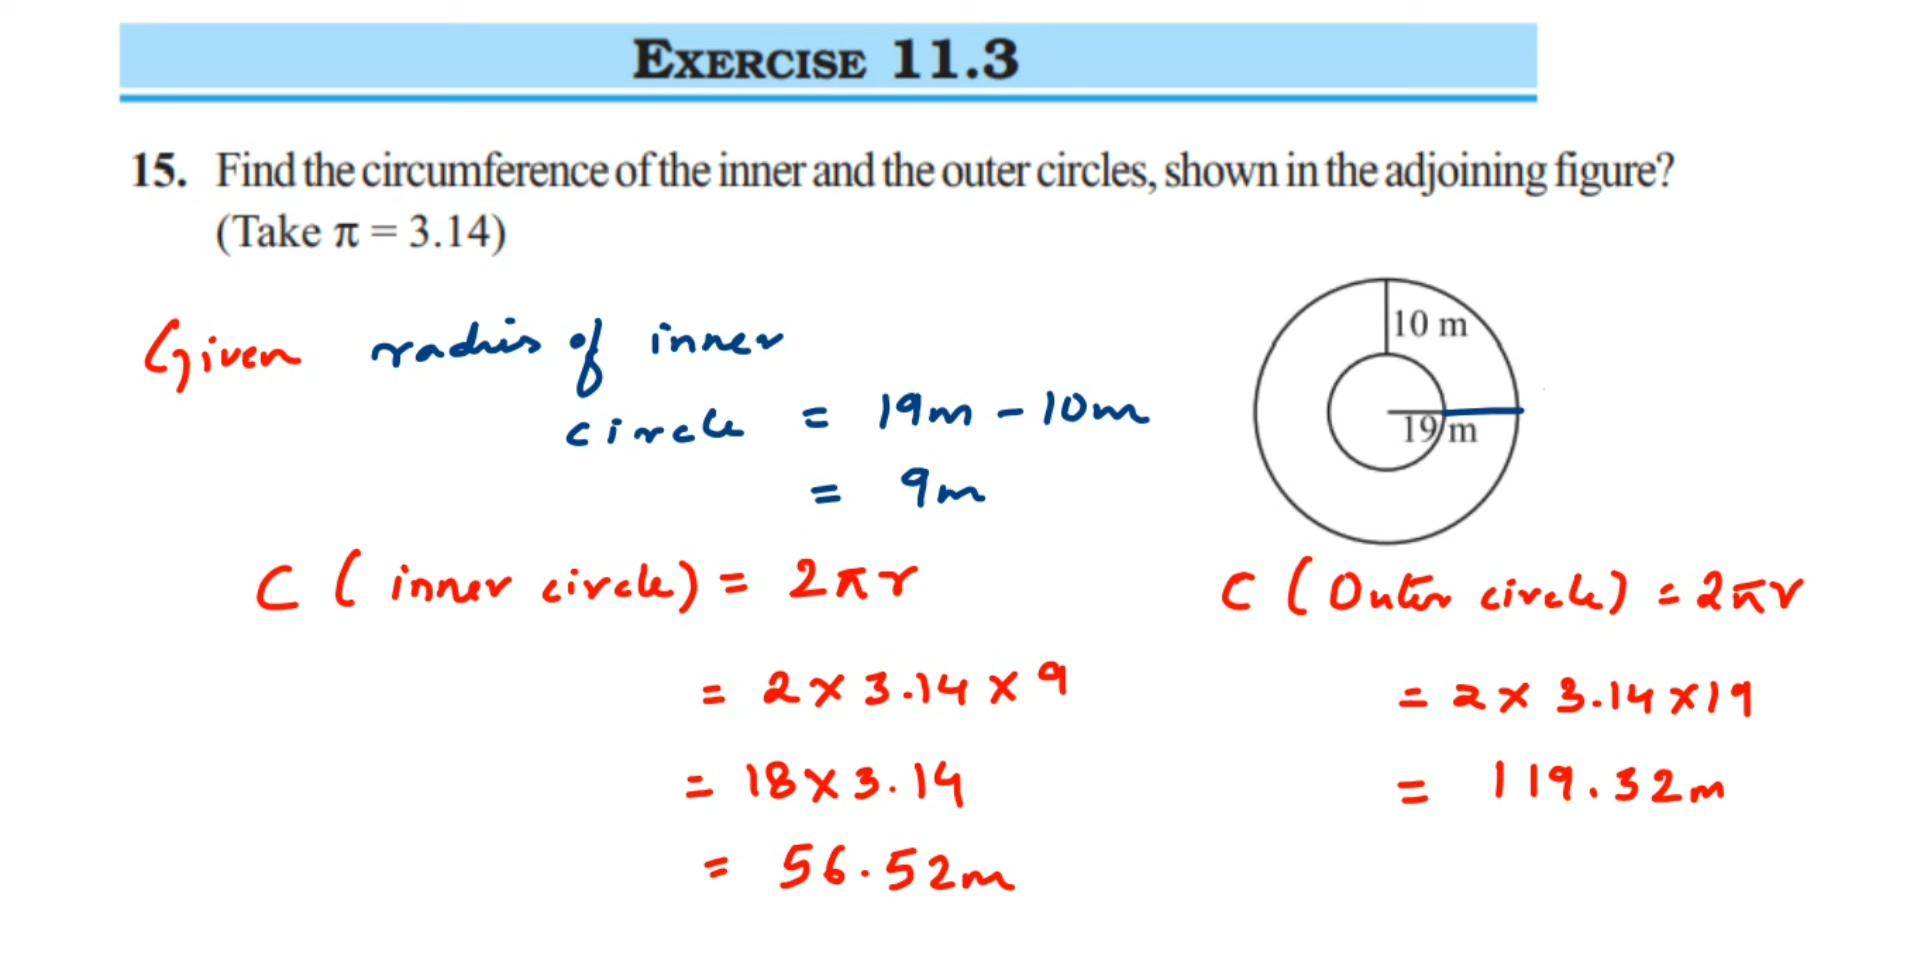 EXERCISE 11.3
15. Find the circumference of the inner and the outer circles, shown in the adjoining figure?
(Take π = 3.14)
Given radius of inner
circle = 19m - 10m
= 9m
10 m
19 m
C (inner circle) = 2πr
= 2 × 3.14 × 9
= 18 × 3.14
= 56.52m
C (Outer circle) = 2πr
= 2 × 3.14 × 19
= 119.32m